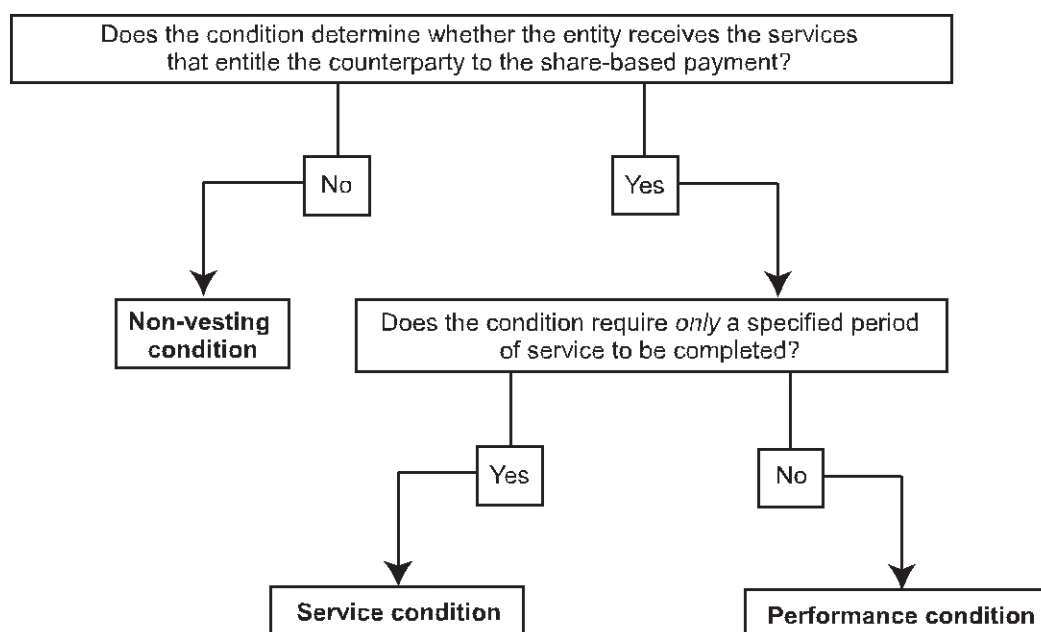 Does the condition determine whether the entity receives the services
that entitle the counterparty to the share-based payment?
No
Yes
Non-vesting
condition
Does the condition require only a specified period
of service to be completed?
Yes
No
Service condition
Performance condition